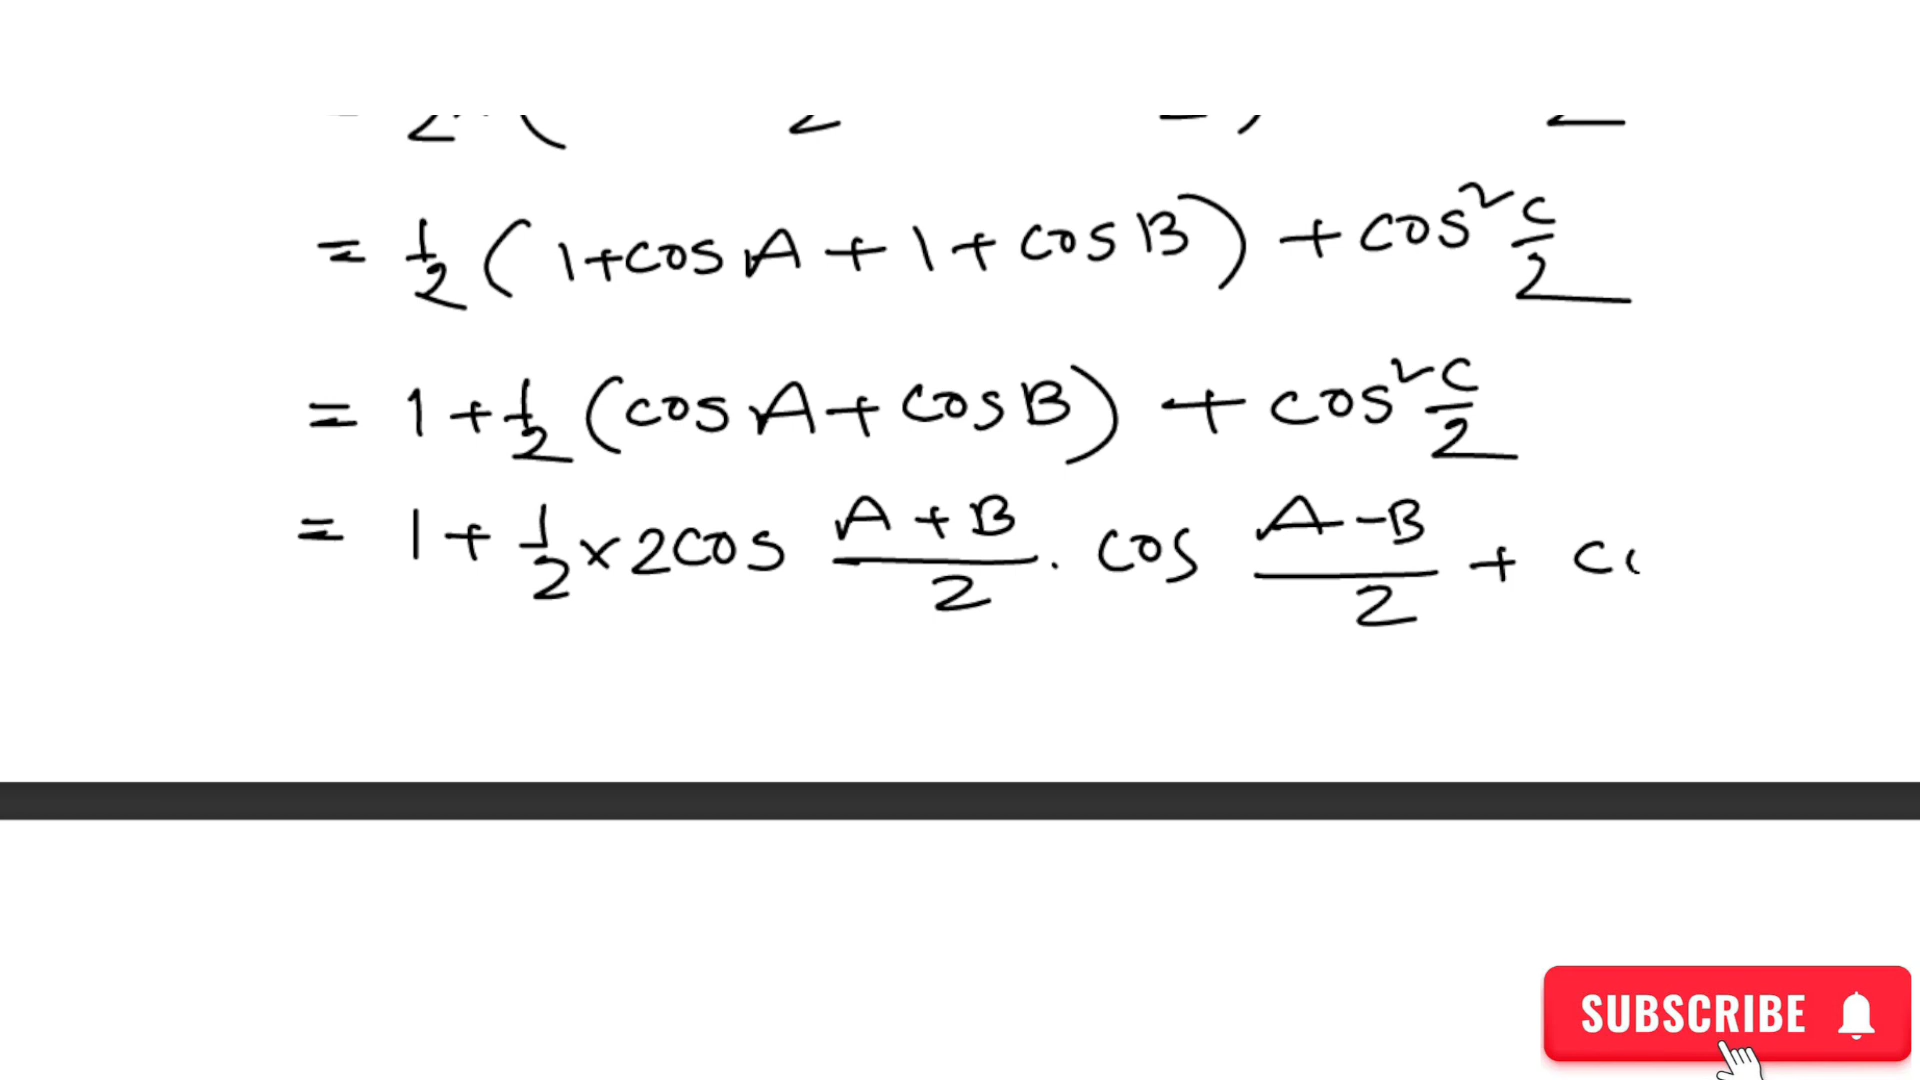 = 1/2 (1+cos A + 1 + cos B) + cos² C/2
= 1 + 1/2 (cos A + cos B) + cos² C/2
= 1 + 1/2 × 2cos (A+B)/2 . cos (A-B)/2 + c
SUBSCRIBE